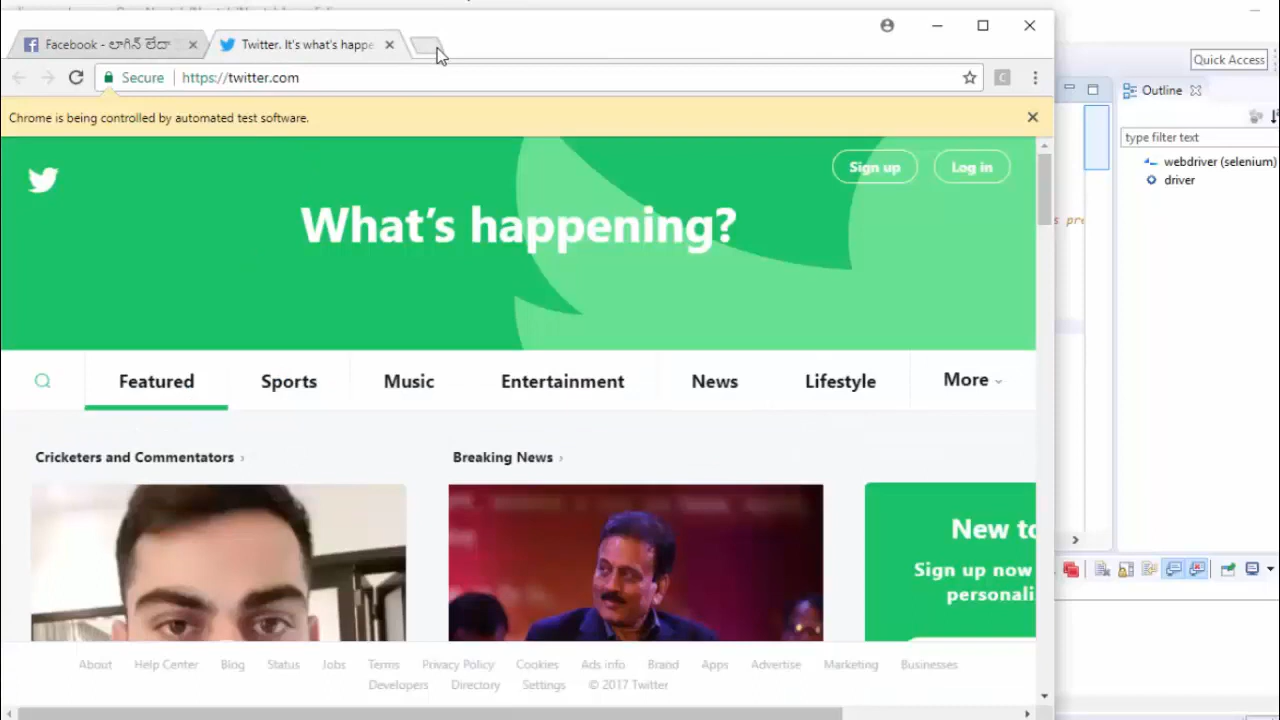 Facebook - లాగిన్ లేదా
Twitter. It's what's happe
Quick Access
Secure
https://twitter.com
Outline
Chrome is being controlled by automated test software.
type filter text
webdriver (selenium)
driver
Sign up
Log in
s pre
What's happening?
Featured
Sports
Music
Entertainment
News
Lifestyle
More
Cricketers and Commentators
Breaking News
New to
Sign up now
personali
About
Help Center
Blog
Status
Jobs
Terms
Privacy Policy
Cookies
Ads info
Brand
Apps
Advertise
Marketing
Businesses
Developers
Directory
Settings
© 2017 Twitter